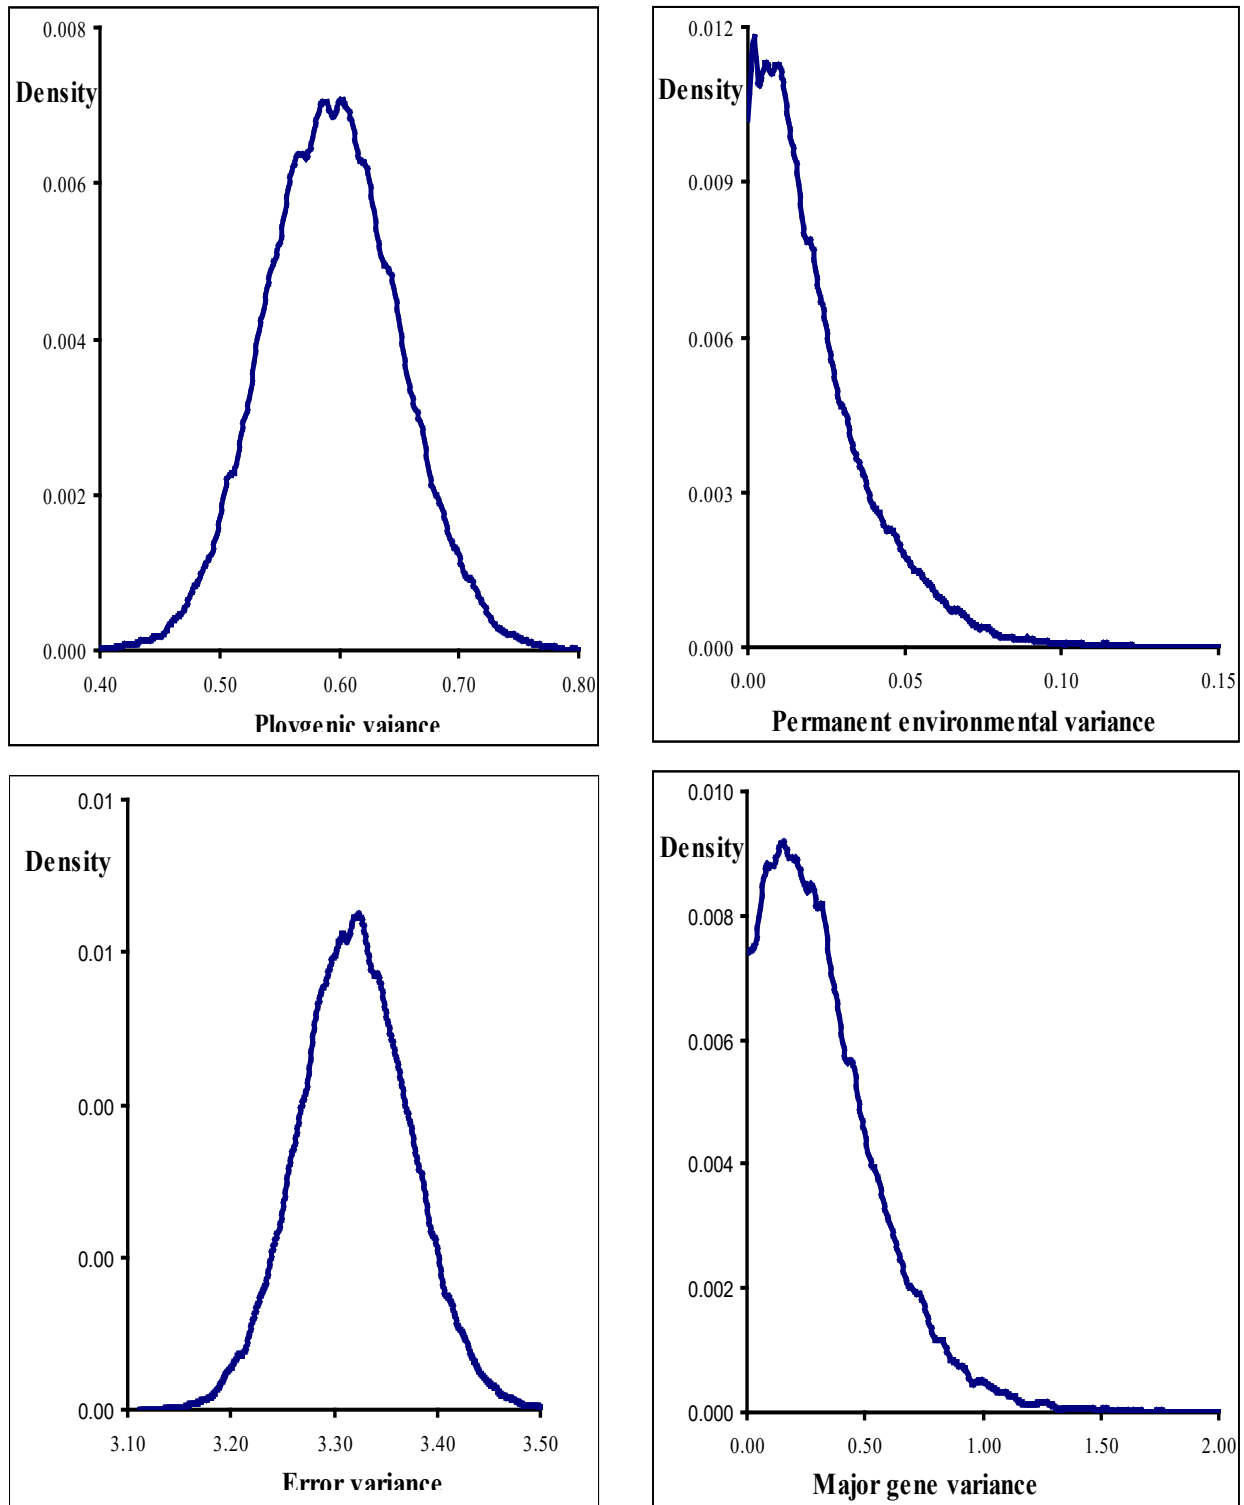 0.008
Density
0.006
0.004
0.002
0.000
0.40 0.50 0.60 0.70 0.80
Ploygenic vaiance
0.012
Density
0.009
0.006
0.003
0.000
0.00 0.05 0.10 0.15
Permanent environmental variance
0.01
Density
0.01
0.00
0.00
0.00
3.10 3.20 3.30 3.40 3.50
Error variance
0.010
Density
0.008
0.006
0.004
0.002
0.000
0.00 0.50 1.00 1.50 2.00
Major gene variance